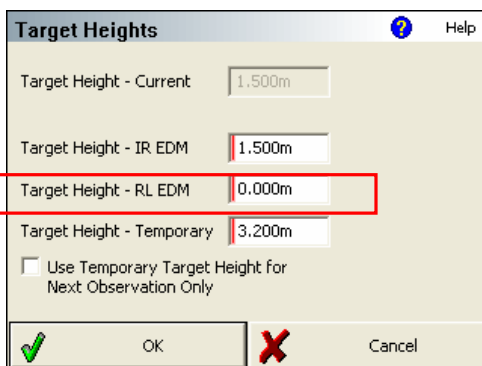 Target Heights
Help
Target Height - Current 1.500m
Target Height - IR EDM 1.500m
Target Height - RL EDM 0.000m
Target Height - Temporary 3.200m
Use Temporary Target Height for
Next Observation Only
OK Cancel